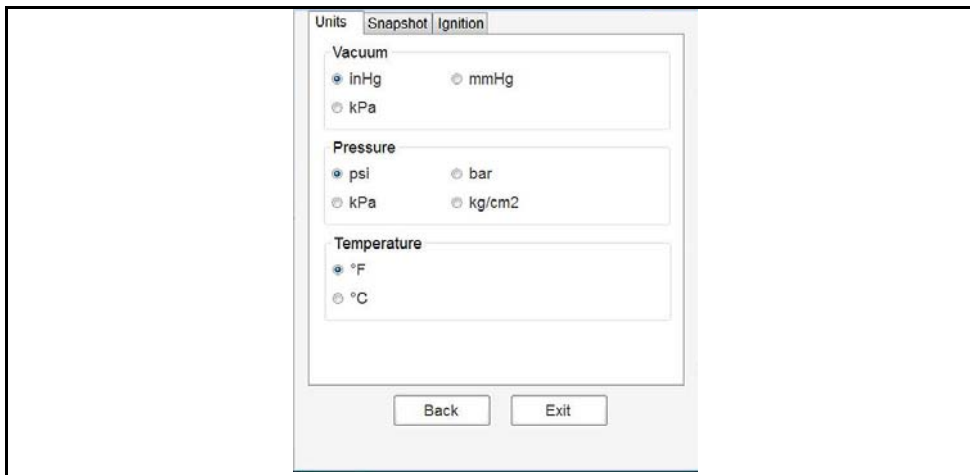 Units Snapshot Ignition
Vacuum
inHg mmHg
kPa
Pressure
psi bar
kPa kg/cm2
Temperature
°F
°C
Back Exit